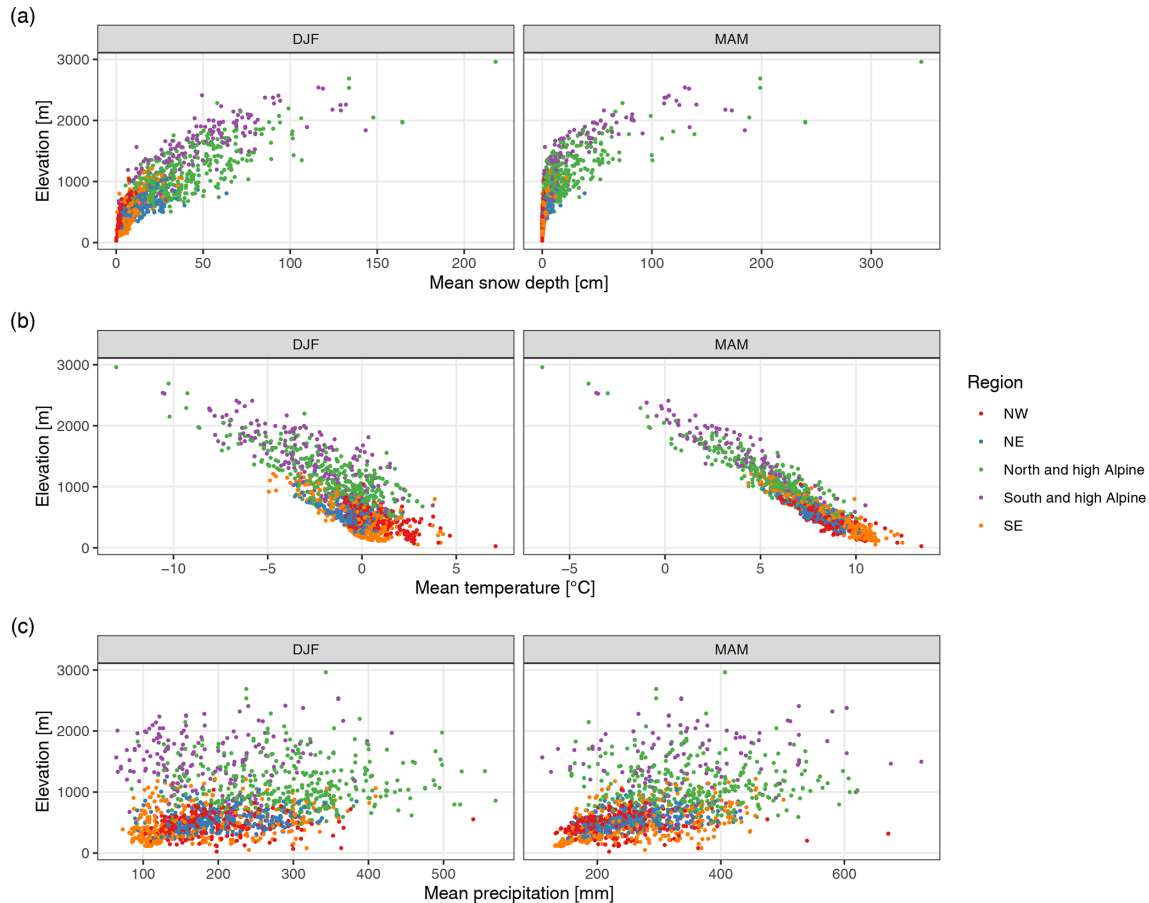 (a)
DJF
MAM
Elevation [m]
3000
2000
1000
0
0
50
100
150
200
0
100
200
300
Mean snow depth [cm]
(b)
DJF
MAM
Elevation [m]
3000
2000
1000
0
−10
−5
0
5
−5
0
5
10
Mean temperature [°C]
Region
NW
NE
North and high Alpine
South and high Alpine
SE
(c)
DJF
MAM
Elevation [m]
3000
2000
1000
0
100
200
300
400
500
200
400
600
Mean precipitation [mm]